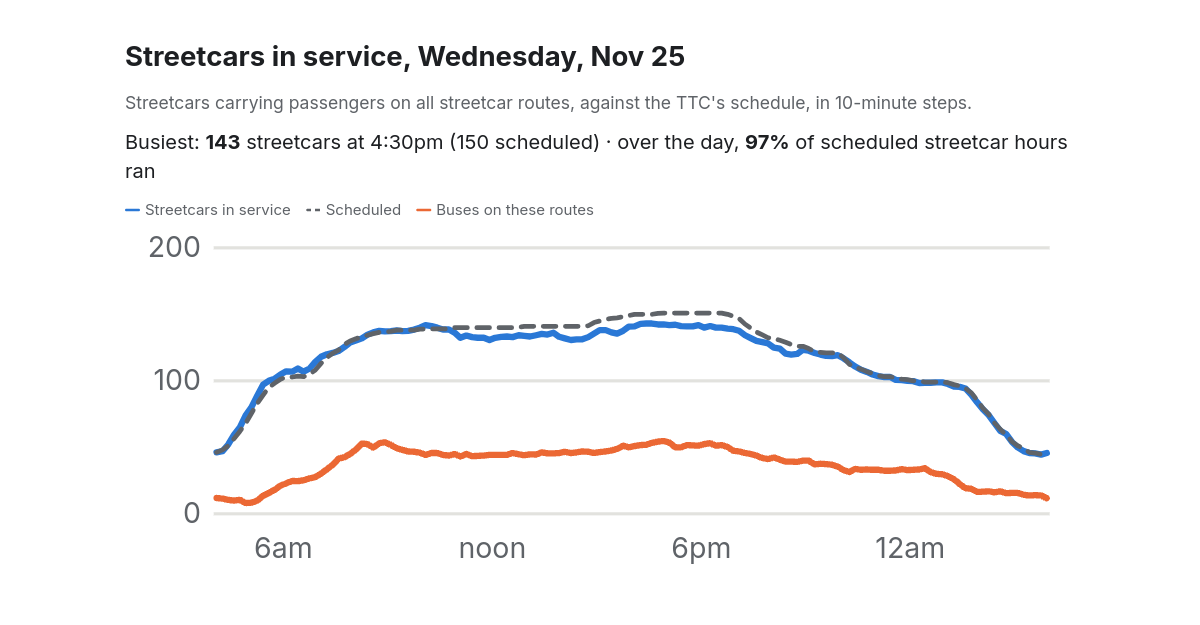 Streetcars in service, Wednesday, Nov 25
Streetcars carrying passengers on all streetcar routes, against the TTC's schedule, in 10-minute steps.
Busiest: 143 streetcars at 4:30pm (150 scheduled) · over the day, 97% of scheduled streetcar hours
ran
Streetcars in service Scheduled Buses on these routes
200
100
0
6am noon 6pm 12am